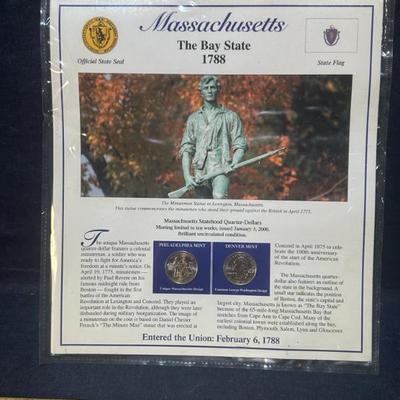 Massachusetts
The Bay State
1788
Official State Seal
State Flag
The Minuteman Statue in Lexington, Massachusetts.
This statue commemorates the minutemen who stood their ground against the British in April 1775.
Massachusetts Statehood Quarter-Dollars
Minting limited to ten weeks, issued January 3, 2000.
Brilliant uncirculated condition.
The unique Massachusetts
quarter-dollar features a colonial
minuteman, a soldier who was
ready to fight for America's
freedom at a minute's notice. On
April 19, 1775, minutemen—
alerted by Paul Revere on his
famous midnight ride from
Boston — fought in the first
battles of the American
Revolution at Lexington and Concord. They played an
important role in the Revolution, although they were later
disbanded during military reorganization. The image of
a minuteman on the coin is based on Daniel Chester
French's "The Minute Man" statue that was erected at
PHILADELPHIA MINT
Unique Massachusetts Design
DENVER MINT
Common George Washington Design
Concord in April 1875 to cele-
brate the 100th anniversary
of the start of the American
Revolution.
The Massachusetts quarter-
dollar also features an outline of
the state in the background. A
small star indicates the position
of Boston, the state's capital and
largest city. Massachusetts is known as "The Bay State"
because of the 65-mile-long Massachusetts Bay that
stretches from Cape Ann to Cape Cod. Many of the
earliest colonial towns were established along the bay,
including Boston, Plymouth, Salem, Lynn and Gloucester.
Entered the Union: February 6, 1788